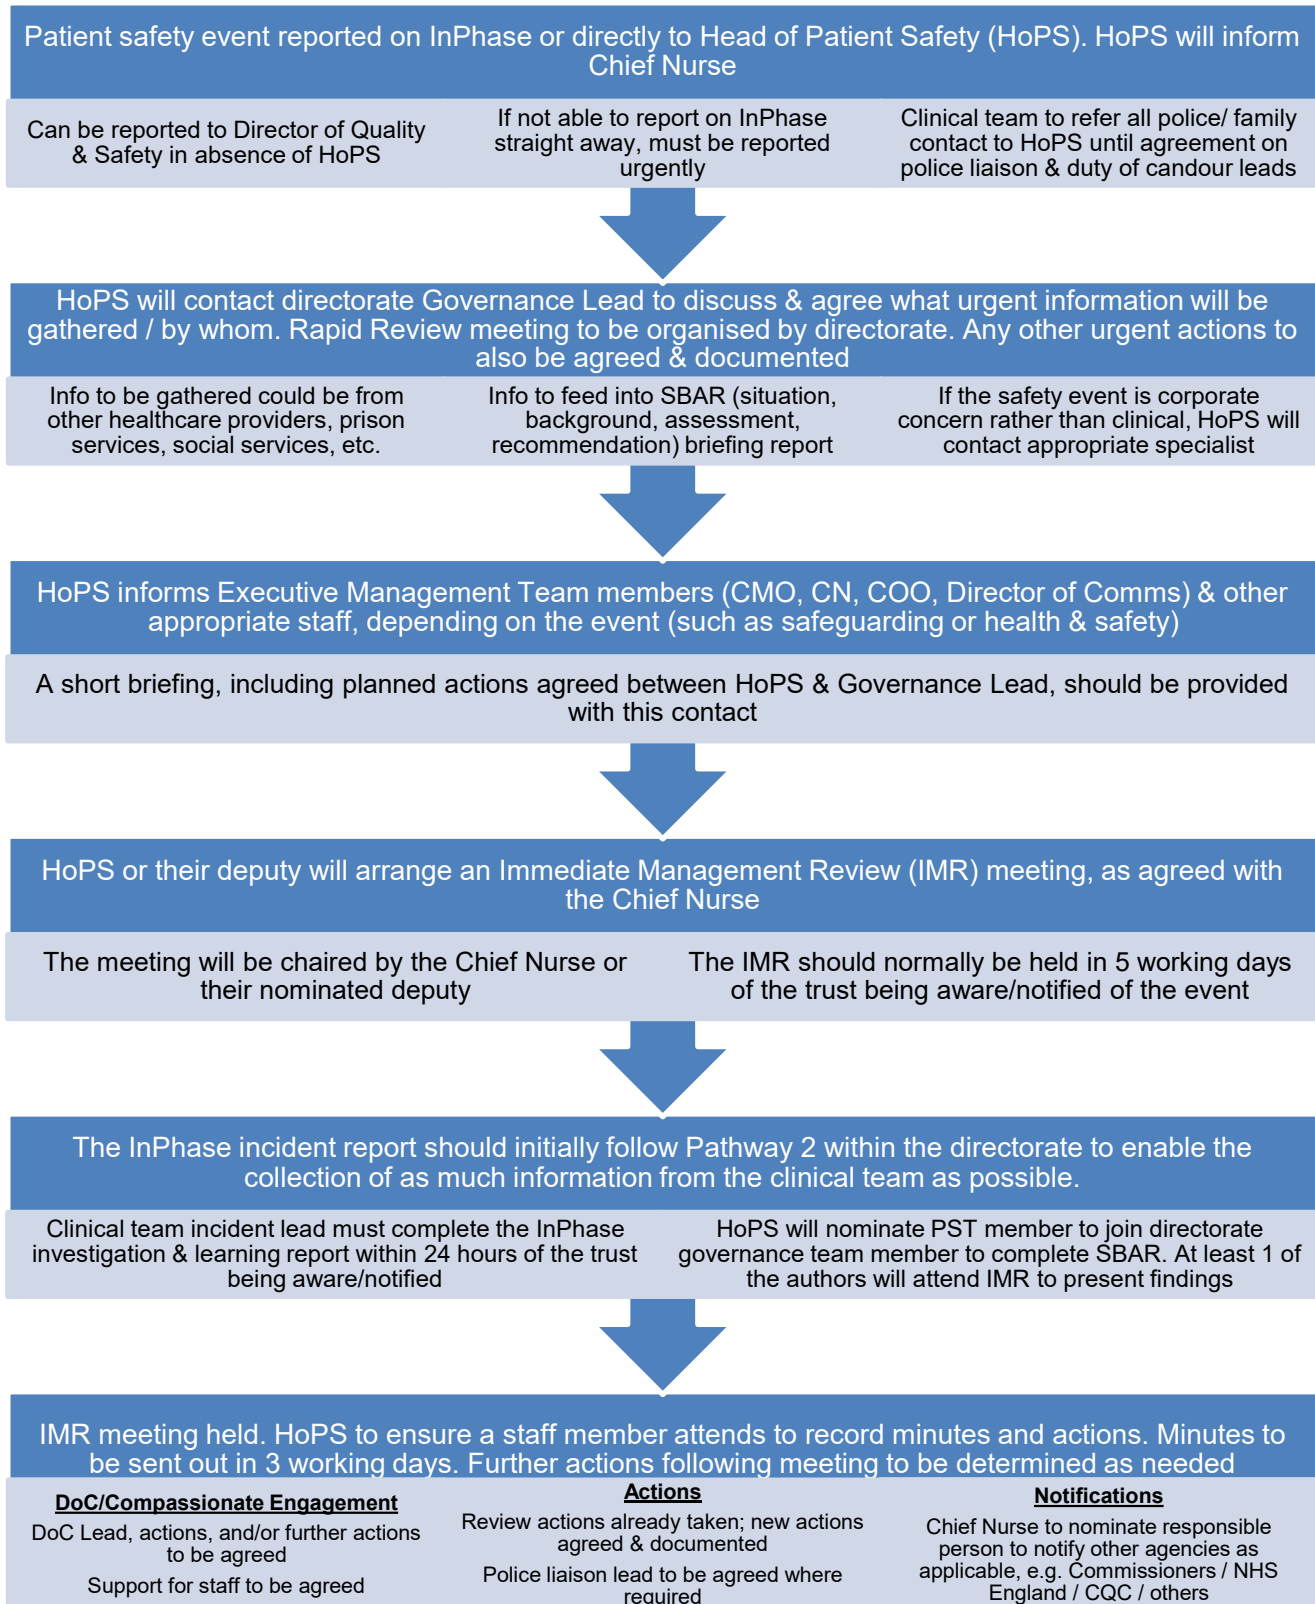 Patient safety event reported on InPhase or directly to Head of Patient Safety (HoPS). HoPS will inform
Chief Nurse
Can be reported to Director of Quality
& Safety in absence of HoPS
If not able to report on InPhase
straight away, must be reported
urgently
Clinical team to refer all police/ family
contact to HoPS until agreement on
police liaison & duty of candour leads
HoPS will contact directorate Governance Lead to discuss & agree what urgent information will be
gathered / by whom. Rapid Review meeting to be organised by directorate. Any other urgent actions to
also be agreed & documented
Info to be gathered could be from
other healthcare providers, prison
services, social services, etc.
Info to feed into SBAR (situation,
background, assessment,
recommendation) briefing report
If the safety event is corporate
concern rather than clinical, HoPS will
contact appropriate specialist
HoPS informs Executive Management Team members (CMO, CN, COO, Director of Comms) & other
appropriate staff, depending on the event (such as safeguarding or health & safety)
A short briefing, including planned actions agreed between HoPS & Governance Lead, should be provided
with this contact
HoPS or their deputy will arrange an Immediate Management Review (IMR) meeting, as agreed with
the Chief Nurse
The meeting will be chaired by the Chief Nurse or
their nominated deputy
The IMR should normally be held in 5 working days
of the trust being aware/notified of the event
The InPhase incident report should initially follow Pathway 2 within the directorate to enable the
collection of as much information from the clinical team as possible.
Clinical team incident lead must complete the InPhase
investigation & learning report within 24 hours of the trust
being aware/notified
HoPS will nominate PST member to join directorate
governance team member to complete SBAR. At least 1 of
the authors will attend IMR to present findings
IMR meeting held. HoPS to ensure a staff member attends to record minutes and actions. Minutes to
be sent out in 3 working days. Further actions following meeting to be determined as needed
DoC/Compassionate Engagement
DoC Lead, actions, and/or further actions
to be agreed
Support for staff to be agreed
Actions
Review actions already taken; new actions
agreed & documented
Police liaison lead to be agreed where
required
Notifications
Chief Nurse to nominate responsible
person to notify other agencies as
applicable, e.g. Commissioners / NHS
England / CQC / others